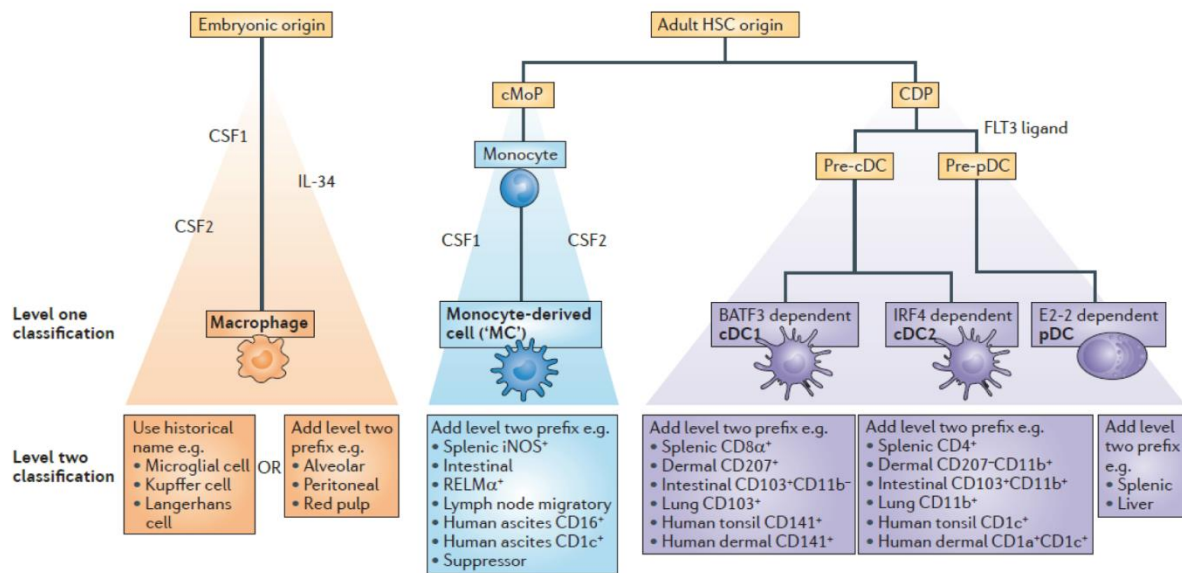 Embryonic origin
Adult HSC origin
cMoP
CDP
CSF1
FLT3 ligand
Monocyte
Pre-cDC
Pre-pDC
IL-34
CSF2
CSF1
CSF2
Level one
classification
Macrophage
Monocyte-derived
cell (‘MC’)
BATF3 dependent
cDC1
IRF4 dependent
cDC2
E2-2 dependent
pDC
Level two
classification
Use historical
name e.g.
• Microglial cell
• Kupffer cell
• Langerhans
cell
OR
Add level two
prefix e.g.
• Alveolar
• Peritoneal
• Red pulp
Add level two prefix e.g.
• Splenic iNOS⁺
• Intestinal
• RELMα⁺
• Lymph node migratory
• Human ascites CD16⁺
• Human ascites CD1c⁺
• Suppressor
Add level two prefix e.g.
• Splenic CD8α⁺
• Dermal CD207⁺
• Intestinal CD103⁺CD11b⁻
• Lung CD103⁺
• Human tonsil CD141⁺
• Human dermal CD141⁺
Add level two prefix e.g.
• Splenic CD4⁺
• Dermal CD207⁻CD11b⁺
• Intestinal CD103⁺CD11b⁺
• Lung CD11b⁺
• Human tonsil CD1c⁺
• Human dermal CD1a⁺CD1c⁺
Add level
two prefix
e.g.
• Splenic
• Liver